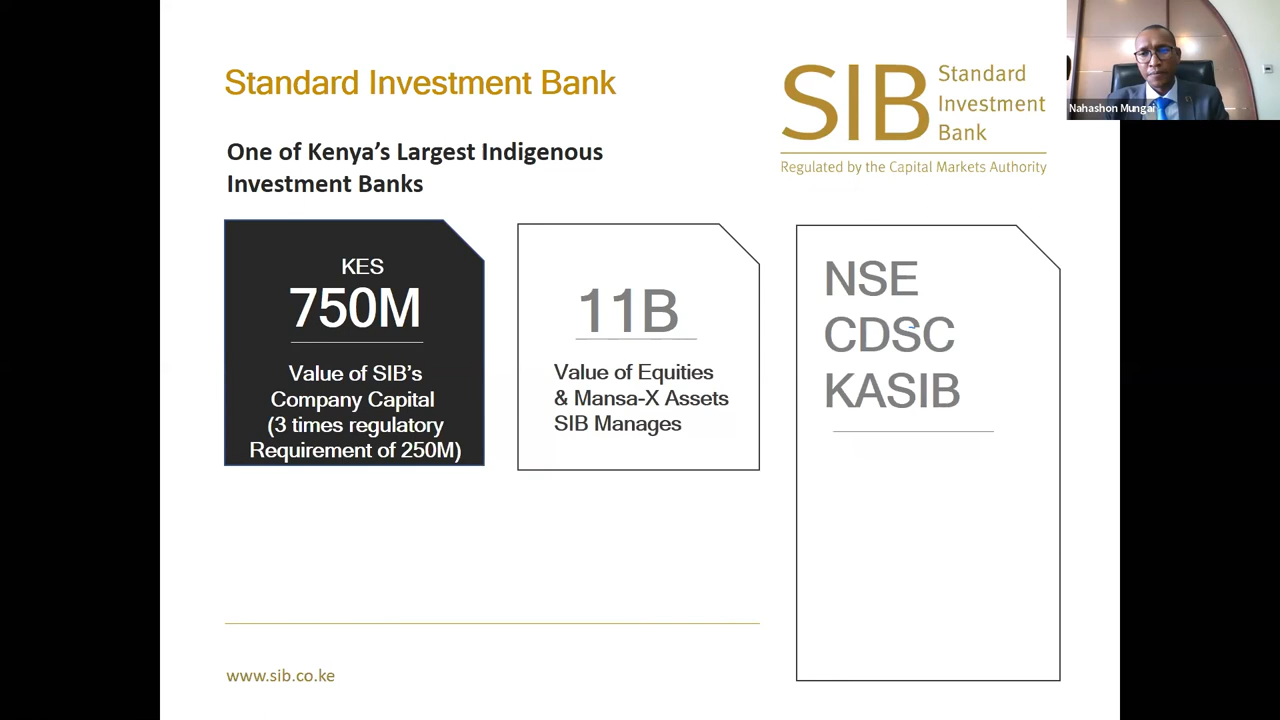 Standard Investment Bank
One of Kenya's Largest Indigenous
Investment Banks
SIB
Standard
Investment
Bank
Regulated by the Capital Markets Authority
Nahashon Mungai
KES
750M
Value of SIB's
Company Capital
(3 times regulatory
Requirement of 250M)
11B
Value of Equities
& Mansa-X Assets
SIB Manages
NSE
CDSC
KASIB
www.sib.co.ke